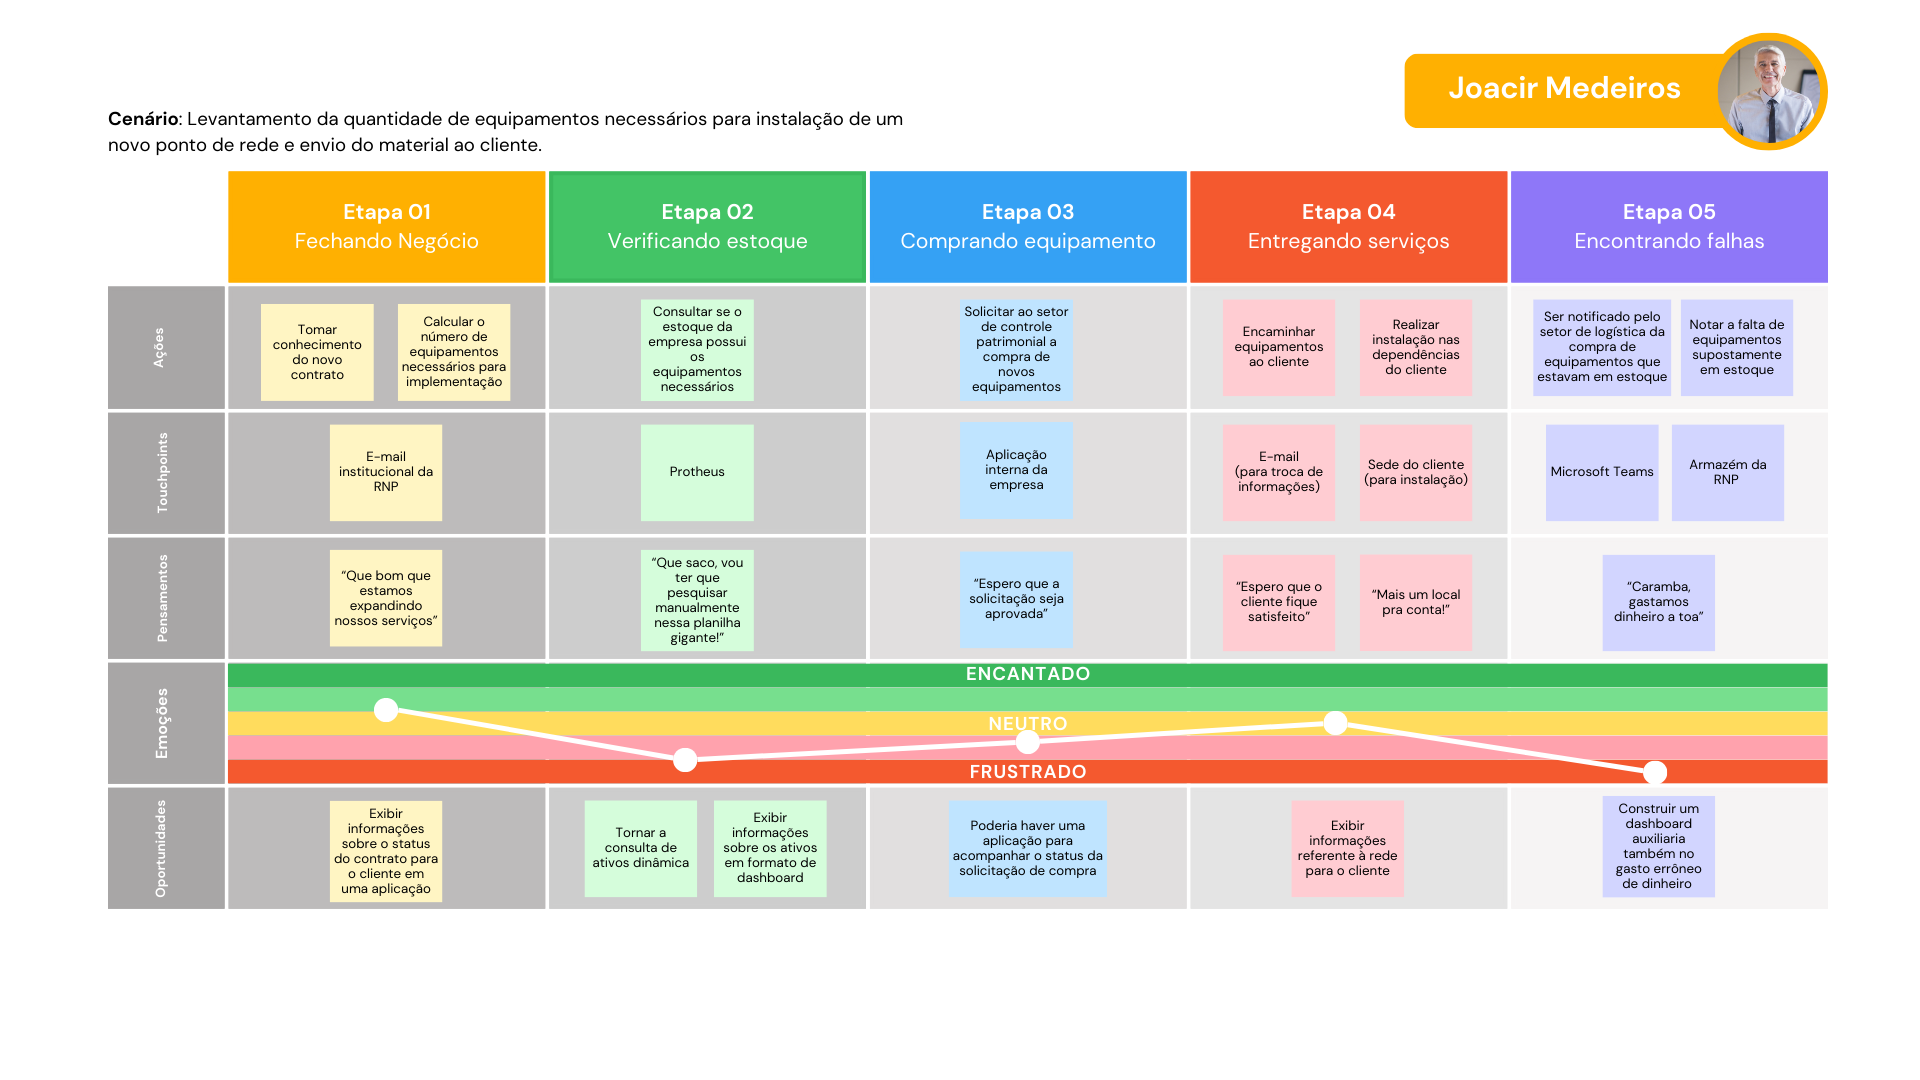 Joacir Medeiros
Cenário: Levantamento da quantidade de equipamentos necessários para instalação de um
novo ponto de rede e envio do material ao cliente.
Etapa 01
Fechando Negócio
Etapa 02
Verificando estoque
Etapa 03
Comprando equipamento
Etapa 04
Entregando serviços
Etapa 05
Encontrando falhas
Ações
Tomar
conhecimento
do novo
contrato
Calcular o
número de
equipamentos
necessários para
implementação
Consultar se o
estoque da
empresa possui
os
equipamentos
necessários
Solicitar ao setor
de controle
patrimonial a
compra de
novos
equipamentos
Encaminhar
equipamentos
ao cliente
Realizar
instalação nas
dependências
do cliente
Ser notificado pelo
setor de logística da
compra de
equipamentos que
estavam em estoque
Notar a falta de
equipamentos
supostamente
em estoque
Touchpoints
E-mail
institucional da
RNP
Protheus
Aplicação
interna da
empresa
E-mail
(para troca de
informações)
Sede do cliente
(para instalação)
Microsoft Teams
Armazém da
RNP
Pensamentos
“Que bom que
estamos
expandindo
nossos serviços”
“Que saco, vou
ter que
pesquisar
manualmente
nessa planilha
gigante!”
“Espero que a
solicitação seja
aprovada”
“Espero que o
cliente fique
satisfeito”
“Mais um local
pra conta!”
“Caramba,
gastamos
dinheiro a toa”
Emoções
ENCANTADO
NEUTRO
FRUSTRADO
Oportunidades
Exibir
informações
sobre o status
do contrato para
o cliente em
uma aplicação
Tornar a
consulta de
ativos dinâmica
Exibir
informações
sobre os ativos
em formato de
dashboard
Poderia haver uma
aplicação para
acompanhar o status da
solicitação de compra
Exibir
informações
referente à rede
para o cliente
Construir um
dashboard
auxiliaria
também no
gasto errôneo
de dinheiro